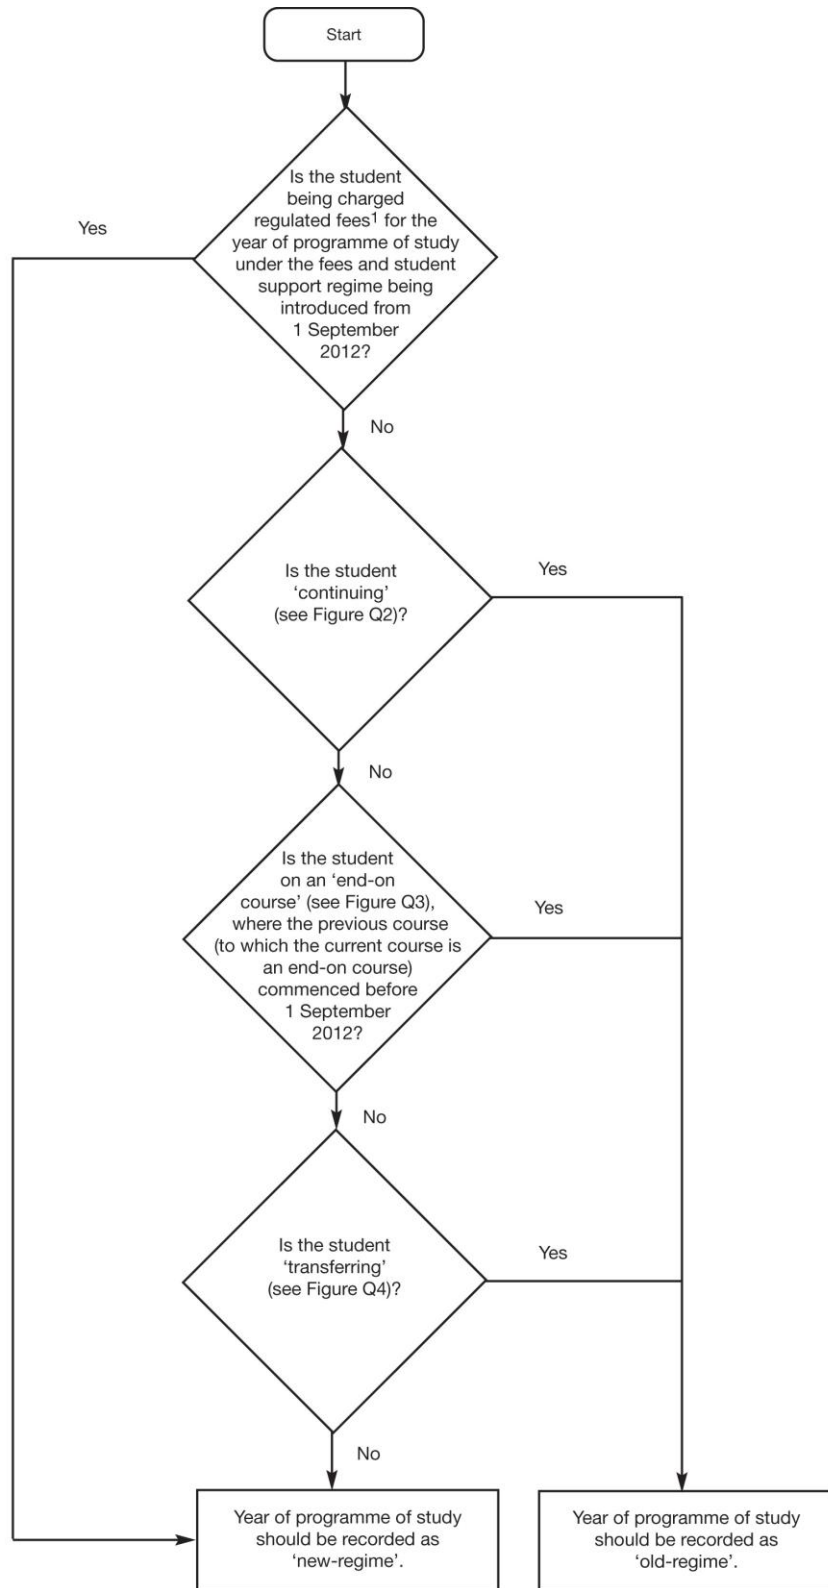 Start
Is the student
being charged
regulated fees1 for the
year of programme of study
under the fees and student
support regime being
introduced from
1 September
2012?
Yes
No
Is the student
‘continuing’
(see Figure Q2)?
Yes
No
Is the student
on an ‘end-on
course’ (see Figure Q3),
where the previous course
(to which the current course is
an end-on course)
commenced before
1 September
2012?
Yes
No
Is the student
‘transferring’
(see Figure Q4)?
Yes
No
Year of programme of study
should be recorded as
‘new-regime’.
Year of programme of study
should be recorded as
‘old-regime’.